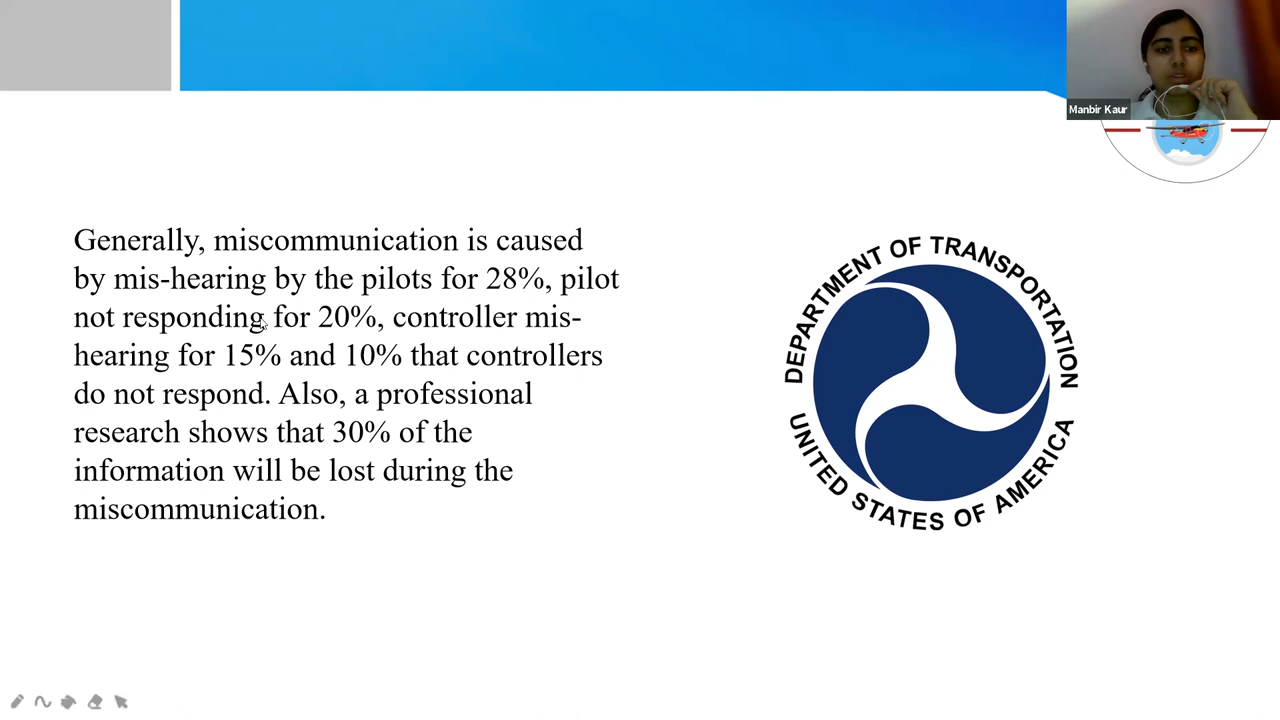 Manbir Kaur
Generally, miscommunication is caused
by mis-hearing by the pilots for 28%, pilot
not responding for 20%, controller mis-
hearing for 15% and 10% that controllers
do not respond. Also, a professional
research shows that 30% of the
information will be lost during the
miscommunication.
DEPARTMENT OF TRANSPORTATION
UNITED STATES OF AMERICA